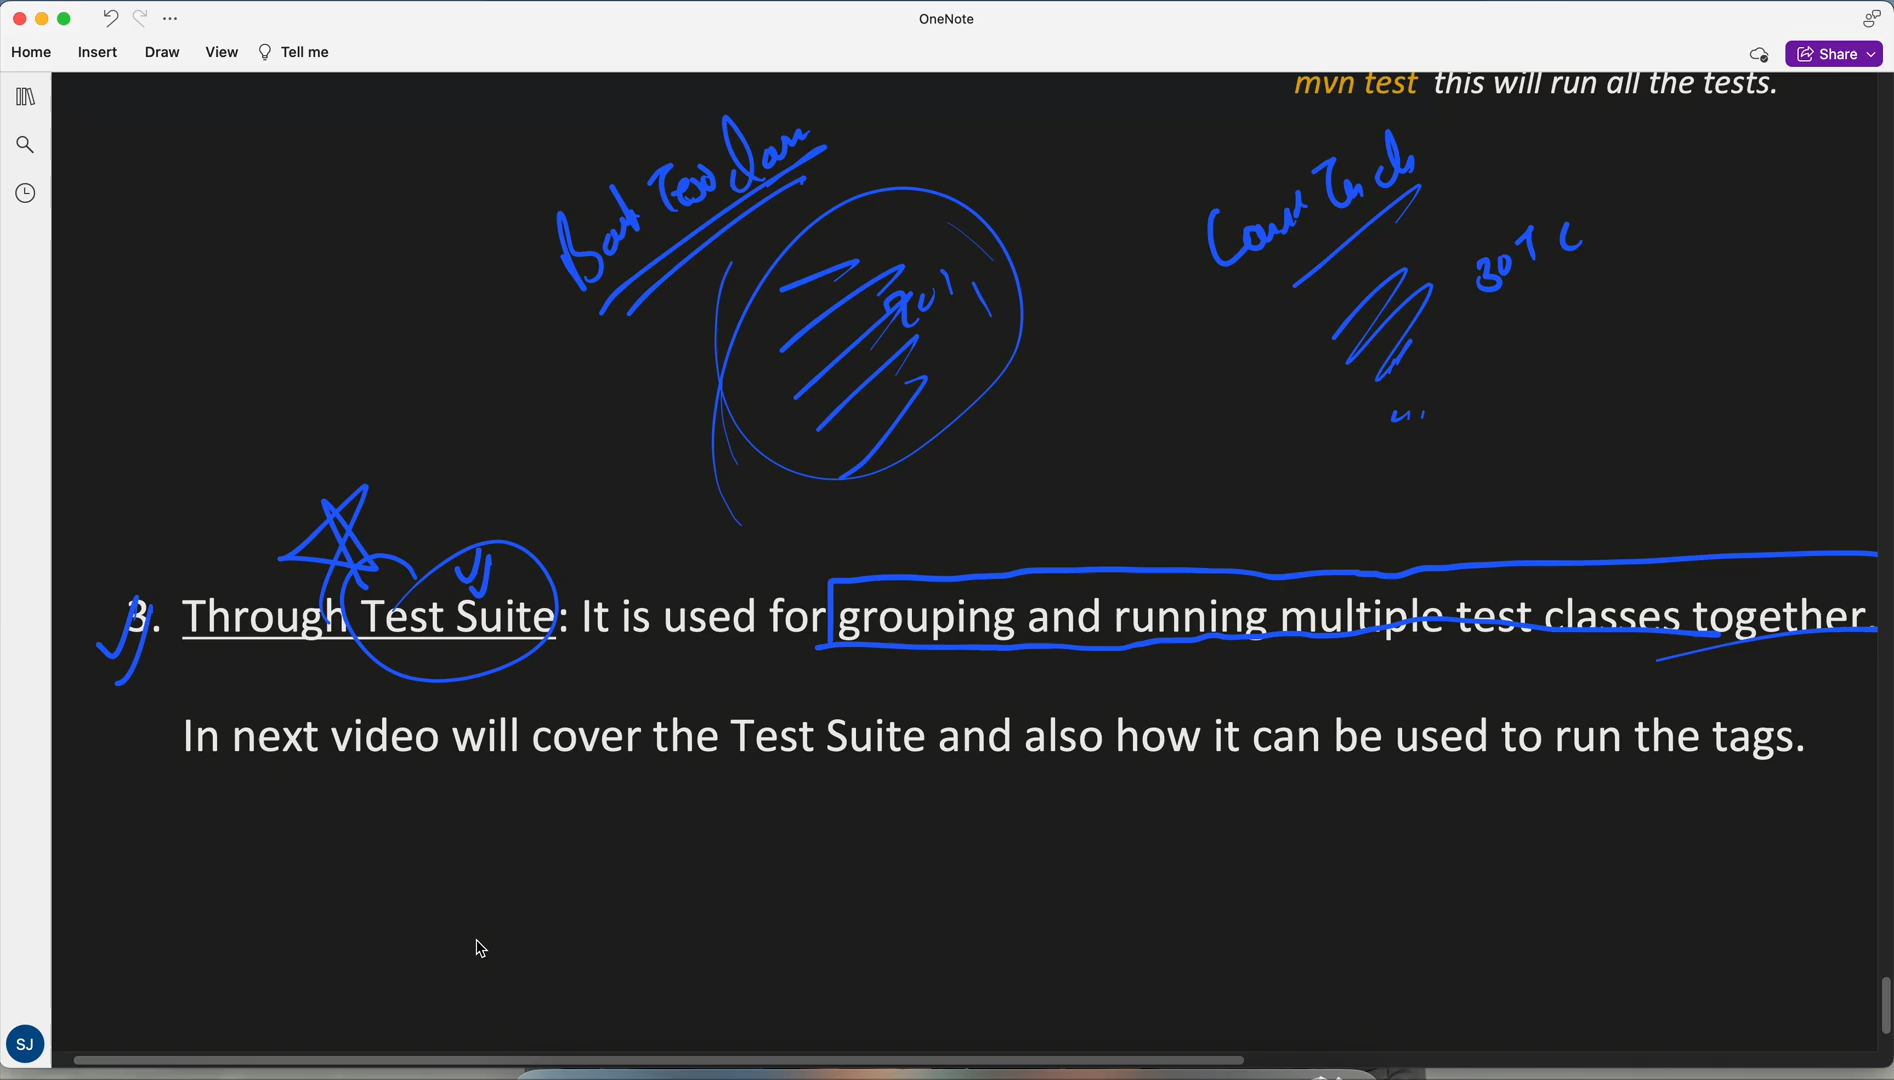 OneNote
Home Insert Draw View Tell me Share
mvn test this will run all the tests.
30 T C
3. Through Test Suite: It is used for grouping and running multiple test classes together.
In next video will cover the Test Suite and also how it can be used to run the tags.
SJ